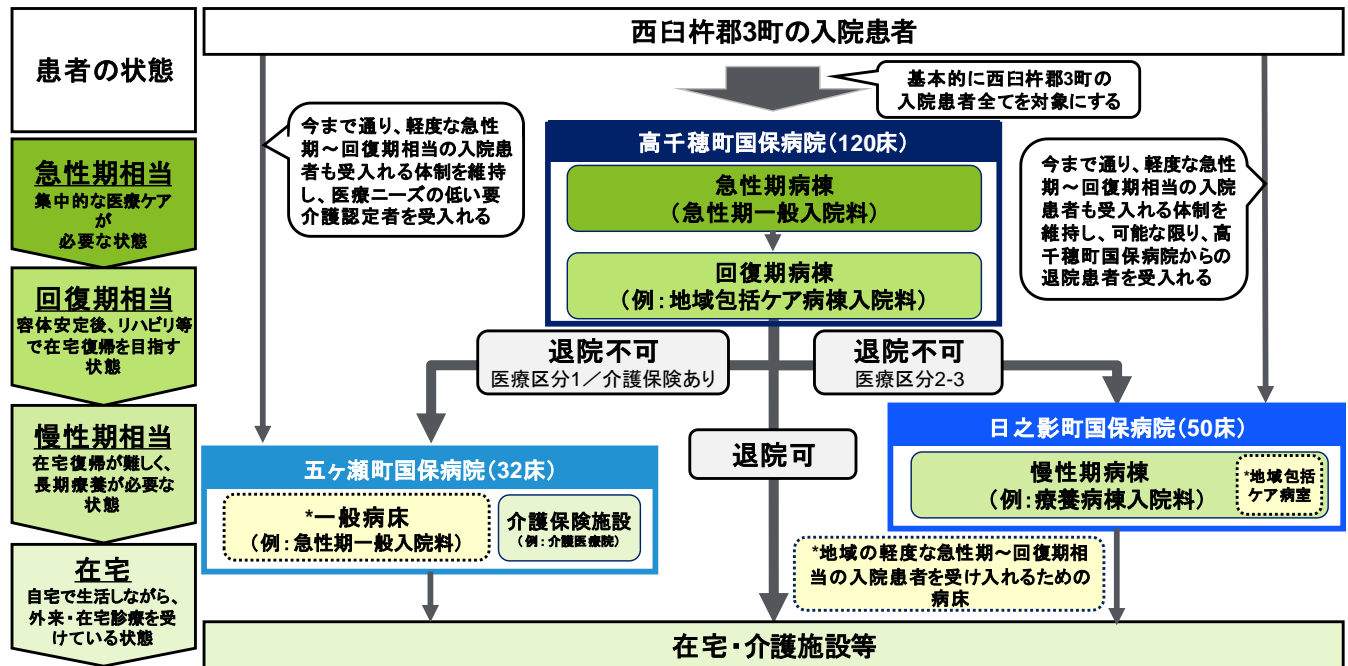 患者の状態
急性期相当
集中的な医療ケア
が
必要な状態
回復期相当
容体安定後、リハビリ等
で在宅復帰を目指す
状態
慢性期相当
在宅復帰が難しく、
長期療養が必要な
状態
在宅
自宅で生活しながら、
外来・在宅診療を受
けている状態
西臼杵郡3町の入院患者
基本的に西臼杵郡3町の
入院患者全てを対象にする
今まで通り、軽度な急性
期～回復期相当の入院患
者も受入れる体制を維持
し、医療ニーズの低い要
介護認定者を受入れる
高千穂町国保病院（120床）
急性期病棟
（急性期一般入院料）
回復期病棟
（例：地域包括ケア病棟入院料）
今まで通り、軽度な急性
期～回復期相当の入院
患者も受入れる体制を
維持し、可能な限り、高
千穂町国保病院からの
退院患者を受入れる
退院不可
医療区分1／介護保険あり
退院不可
医療区分2-3
退院可
五ヶ瀬町国保病院（32床）
*一般病床
（例：急性期一般入院料）
介護保険施設
（例：介護医療院）
日之影町国保病院（50床）
慢性期病棟
（例：療養病棟入院料）
*地域包括
ケア病室
*地域の軽度な急性期～回復期相
当の入院患者を受け入れるための
病床
在宅・介護施設等